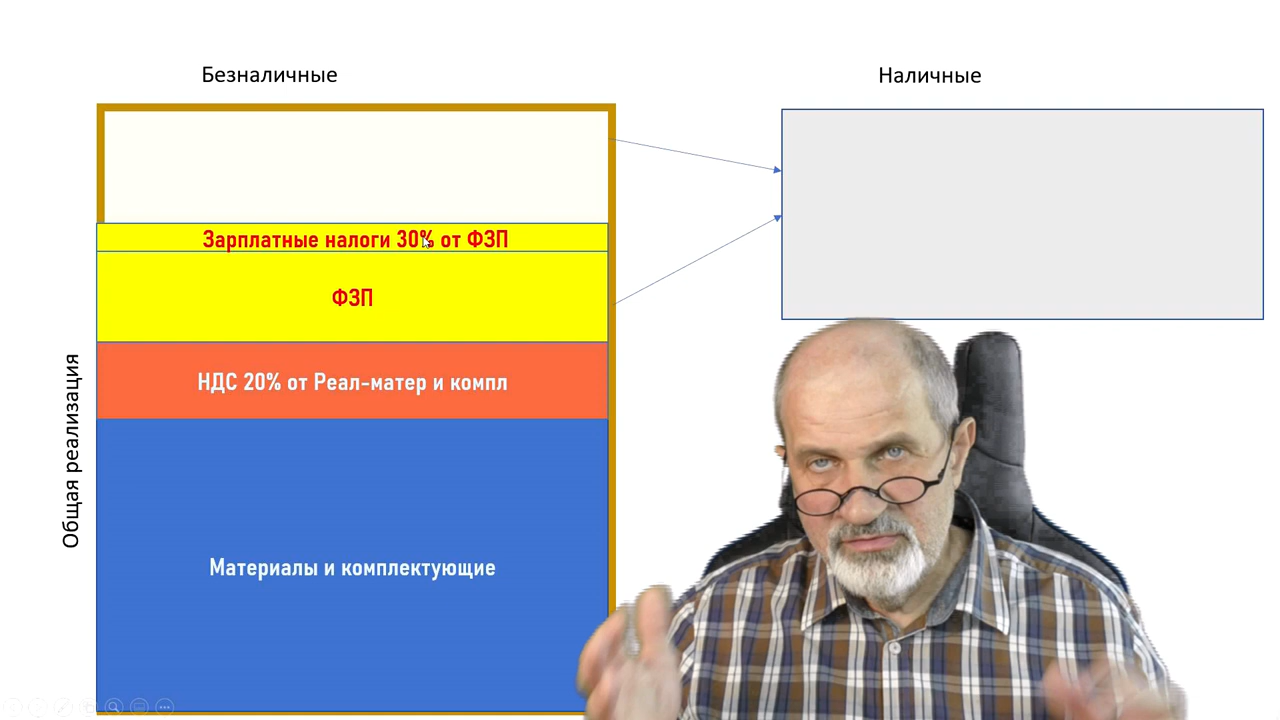 Безналичные
Наличные
Зарплатные налоги 30% от ФЗП
ФЗП
НДС 20% от Реал-матер и компл
Материалы и комплектующие
Общая реализация